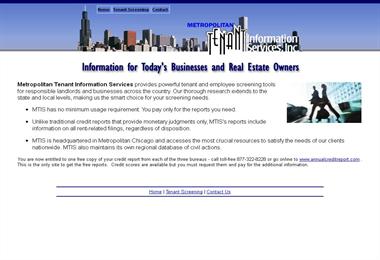 Home Tenant Screening Contact
METROPOLITAN
TENANT Information
Services, Inc.
Information for Today's Businesses and Real Estate Owners
Metropolitan Tenant Information Services provides powerful tenant and employee screening tools
for responsible landlords and businesses across the country. Our thorough research extends to the
state and local levels, making us the smart choice for your screening needs.
• MTIS has no minimum usage requirement. You pay only for the reports you need.
• Unlike traditional credit reports that provide monetary judgments only, MTIS's reports include
information on all rent-related filings, regardless of disposition.
• MTIS is headquartered in Metropolitan Chicago and accesses the most crucial resources to satisfy the needs of our clients
nationwide. MTIS also maintains its own regional database of civil actions.
You are now entitled to one free copy of your credit report from each of the three bureaus - call toll-free 877-322-8228 or go online to www.annualcreditreport.com .
This is the only site to get the free reports. Credit scores are available but you must request them and pay for the additional information.
Home | Tenant Screening | Contact Us